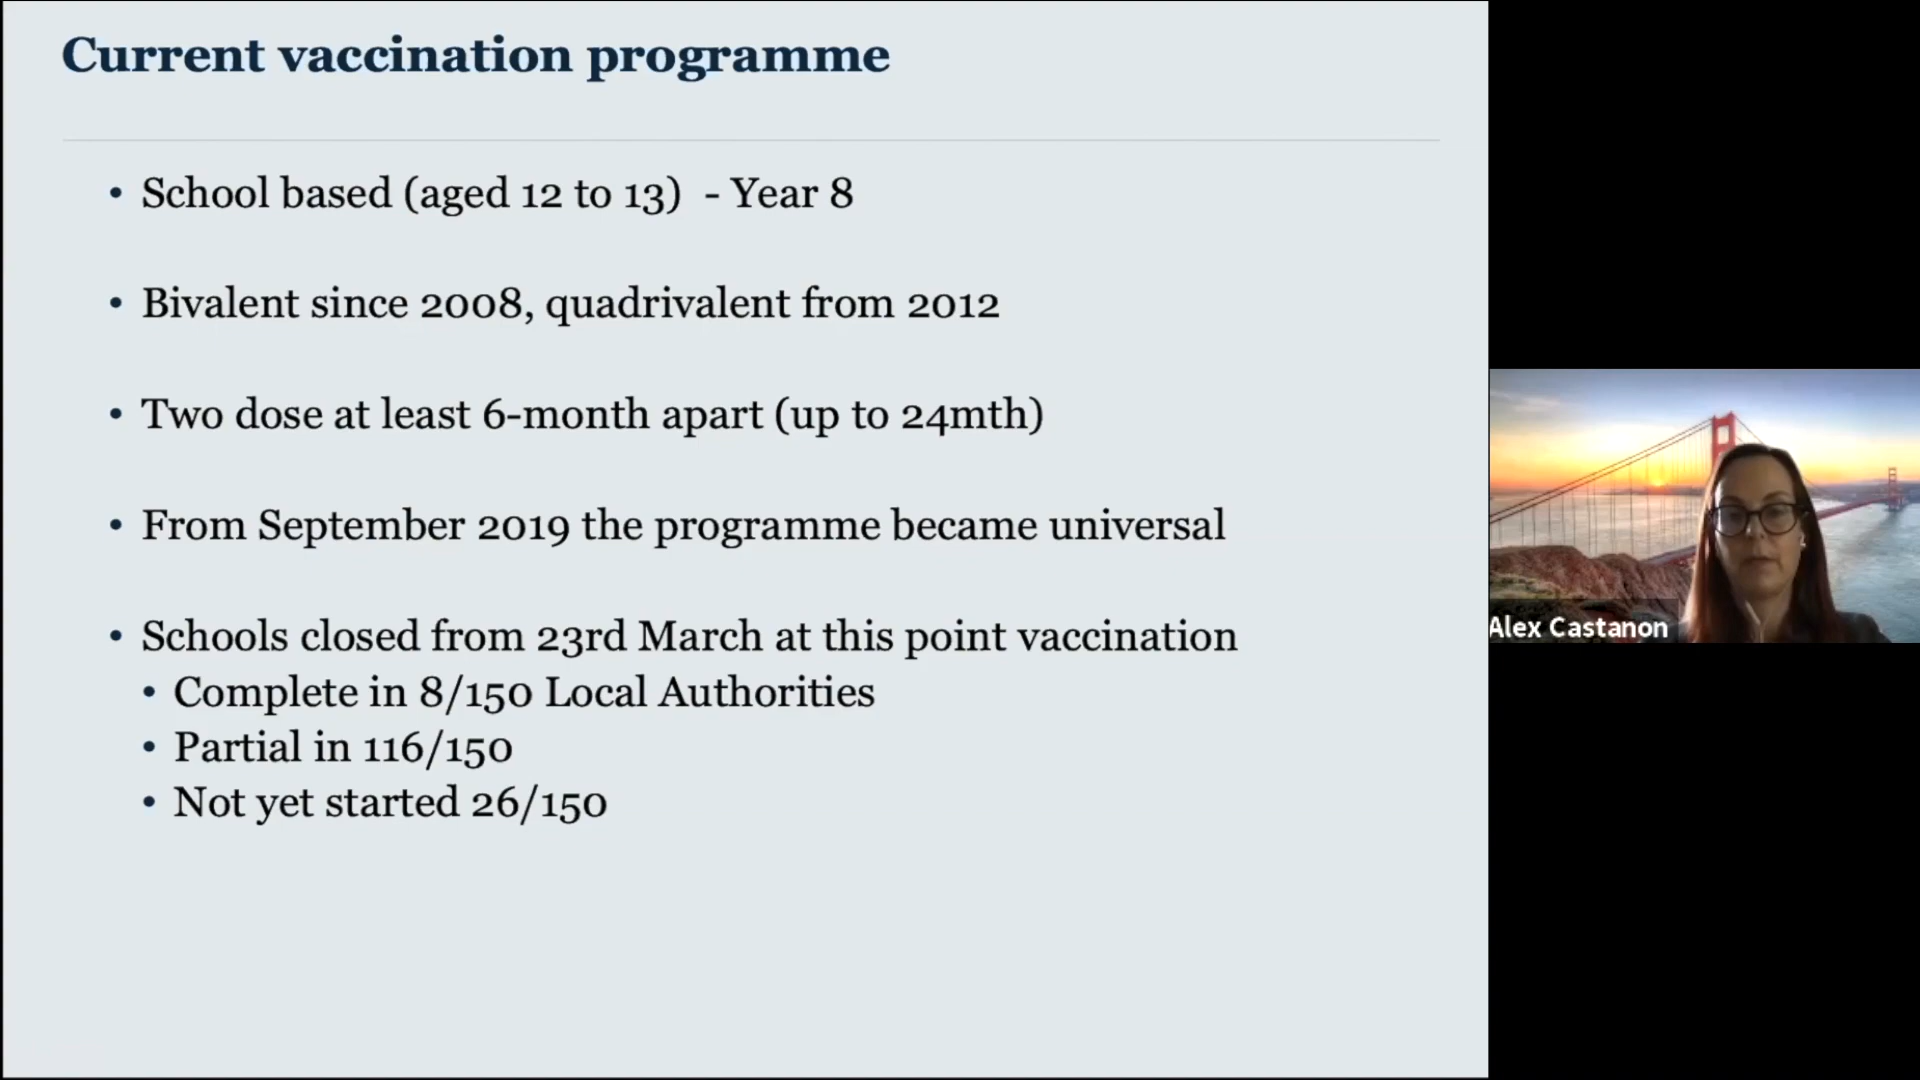 Current vaccination programme
• School based (aged 12 to 13)  - Year 8
• Bivalent since 2008, quadrivalent from 2012
• Two dose at least 6-month apart (up to 24mth)
• From September 2019 the programme became universal
• Schools closed from 23rd March at this point vaccination
• Complete in 8/150 Local Authorities
• Partial in 116/150
• Not yet started 26/150
Alex Castanon